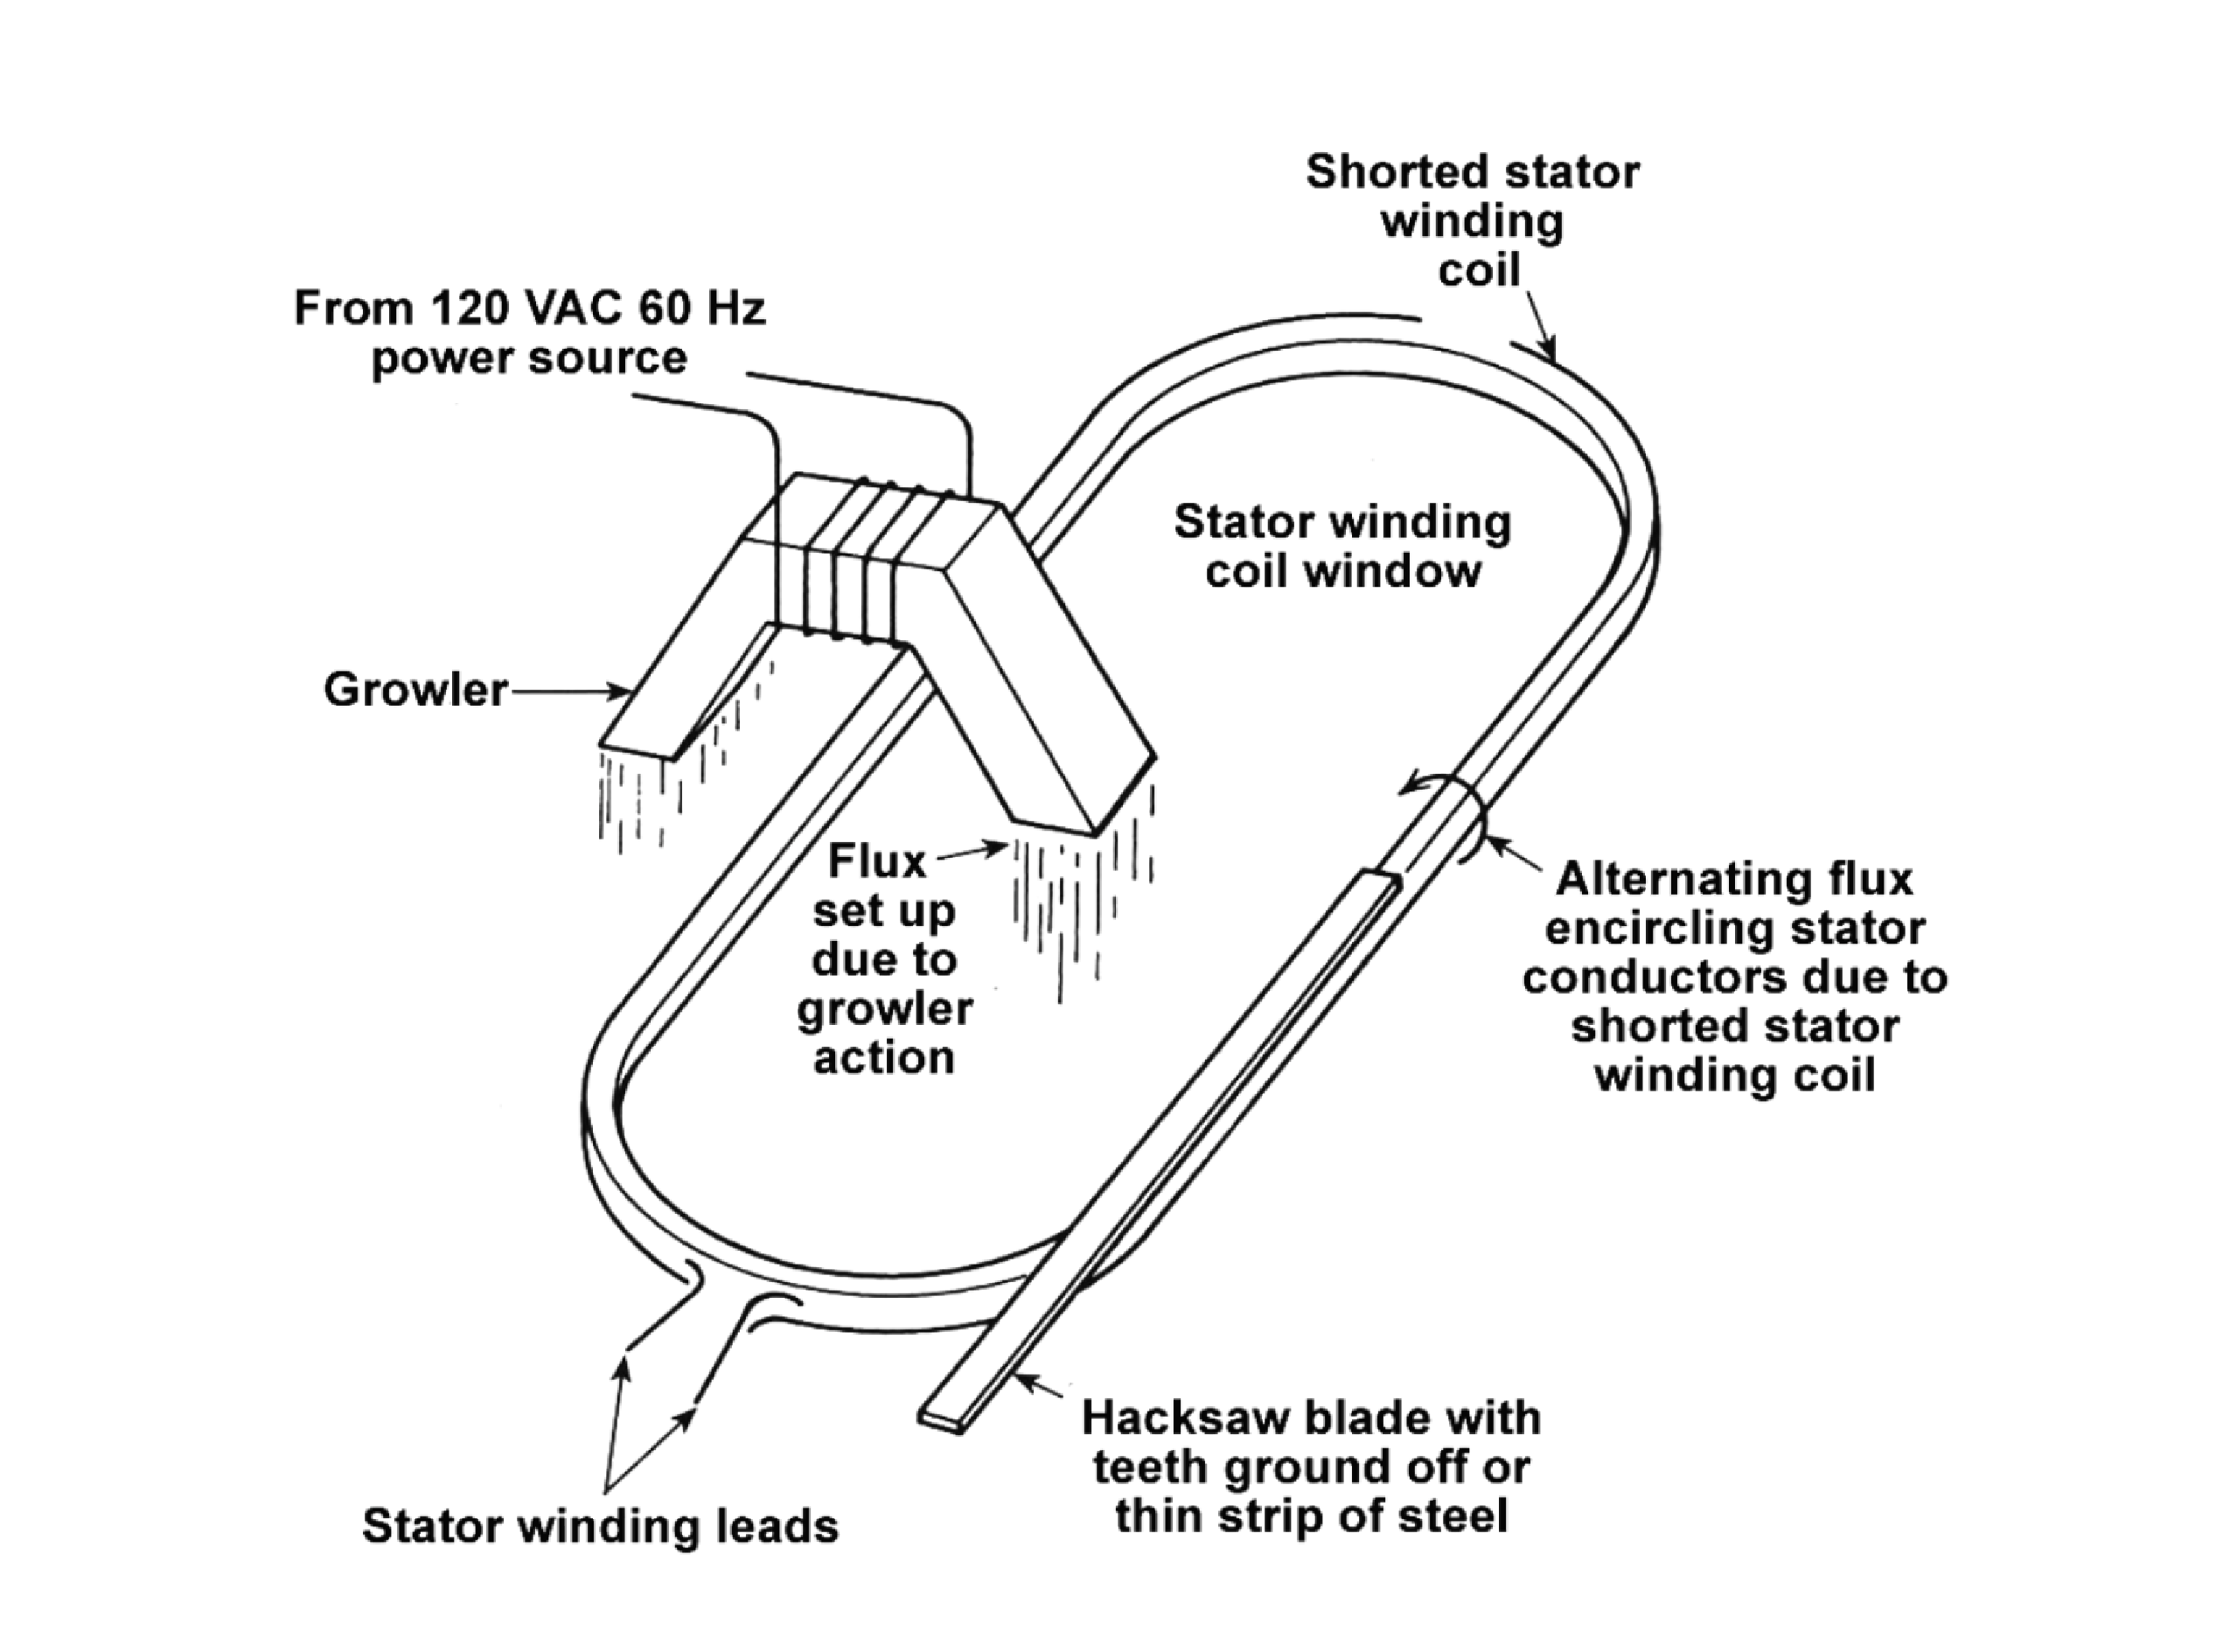 Shorted stator
winding
coil
From 120 VAC 60 Hz
power source
Stator winding
coil window
Growler
Flux
set up
due to
growler
action
Alternating flux
encircling stator
conductors due to
shorted stator
winding coil
Hacksaw blade with
teeth ground off or
thin strip of steel
Stator winding leads